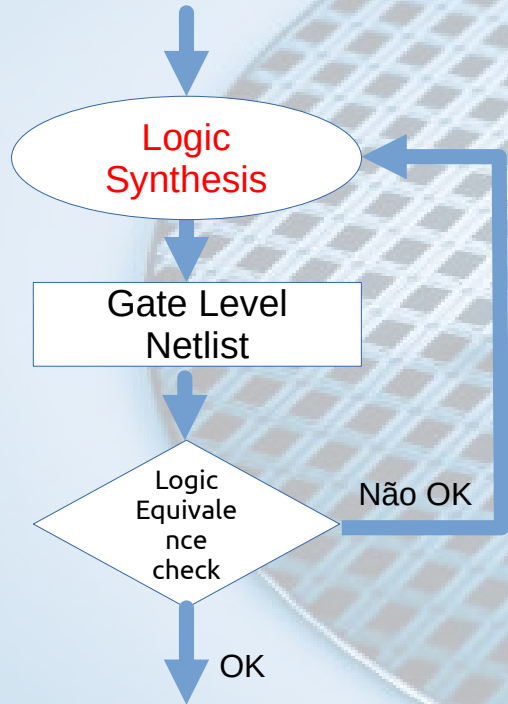 Logic
Synthesis
Gate Level
Netlist
Logic
Equivale
nce
check
Não OK
OK